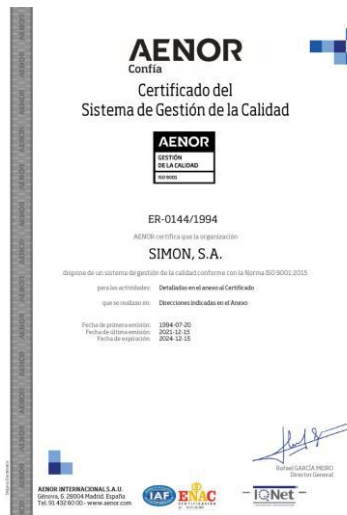 AENOR
Confía
Certificado del
Sistema de Gestión de la Calidad
AENOR
GESTIÓN
DE LA CALIDAD
ISO 9001
ER-0144/1994
AENOR certifica que la organización
SIMON, S.A.
dispone de un sistema de gestión de la calidad conforme con la Norma ISO 9001:2015
para las actividades: Detalladas en el anexo al Certificado
que se realizan en: Direcciones indicadas en el Anexo
Fecha de primera emisión: 1994-07-20
Fecha de última emisión: 2021-12-15
Fecha de expiración: 2024-12-15
Rafael GARCÍA MEIRO
Director General
AENOR INTERNACIONAL S.A.U.
Génova, 6. 28004 Madrid. España
Tel. 91 432 60 00.- www.aenor.com
IAF
ENAC
CERTIFICACIÓN
IQNet